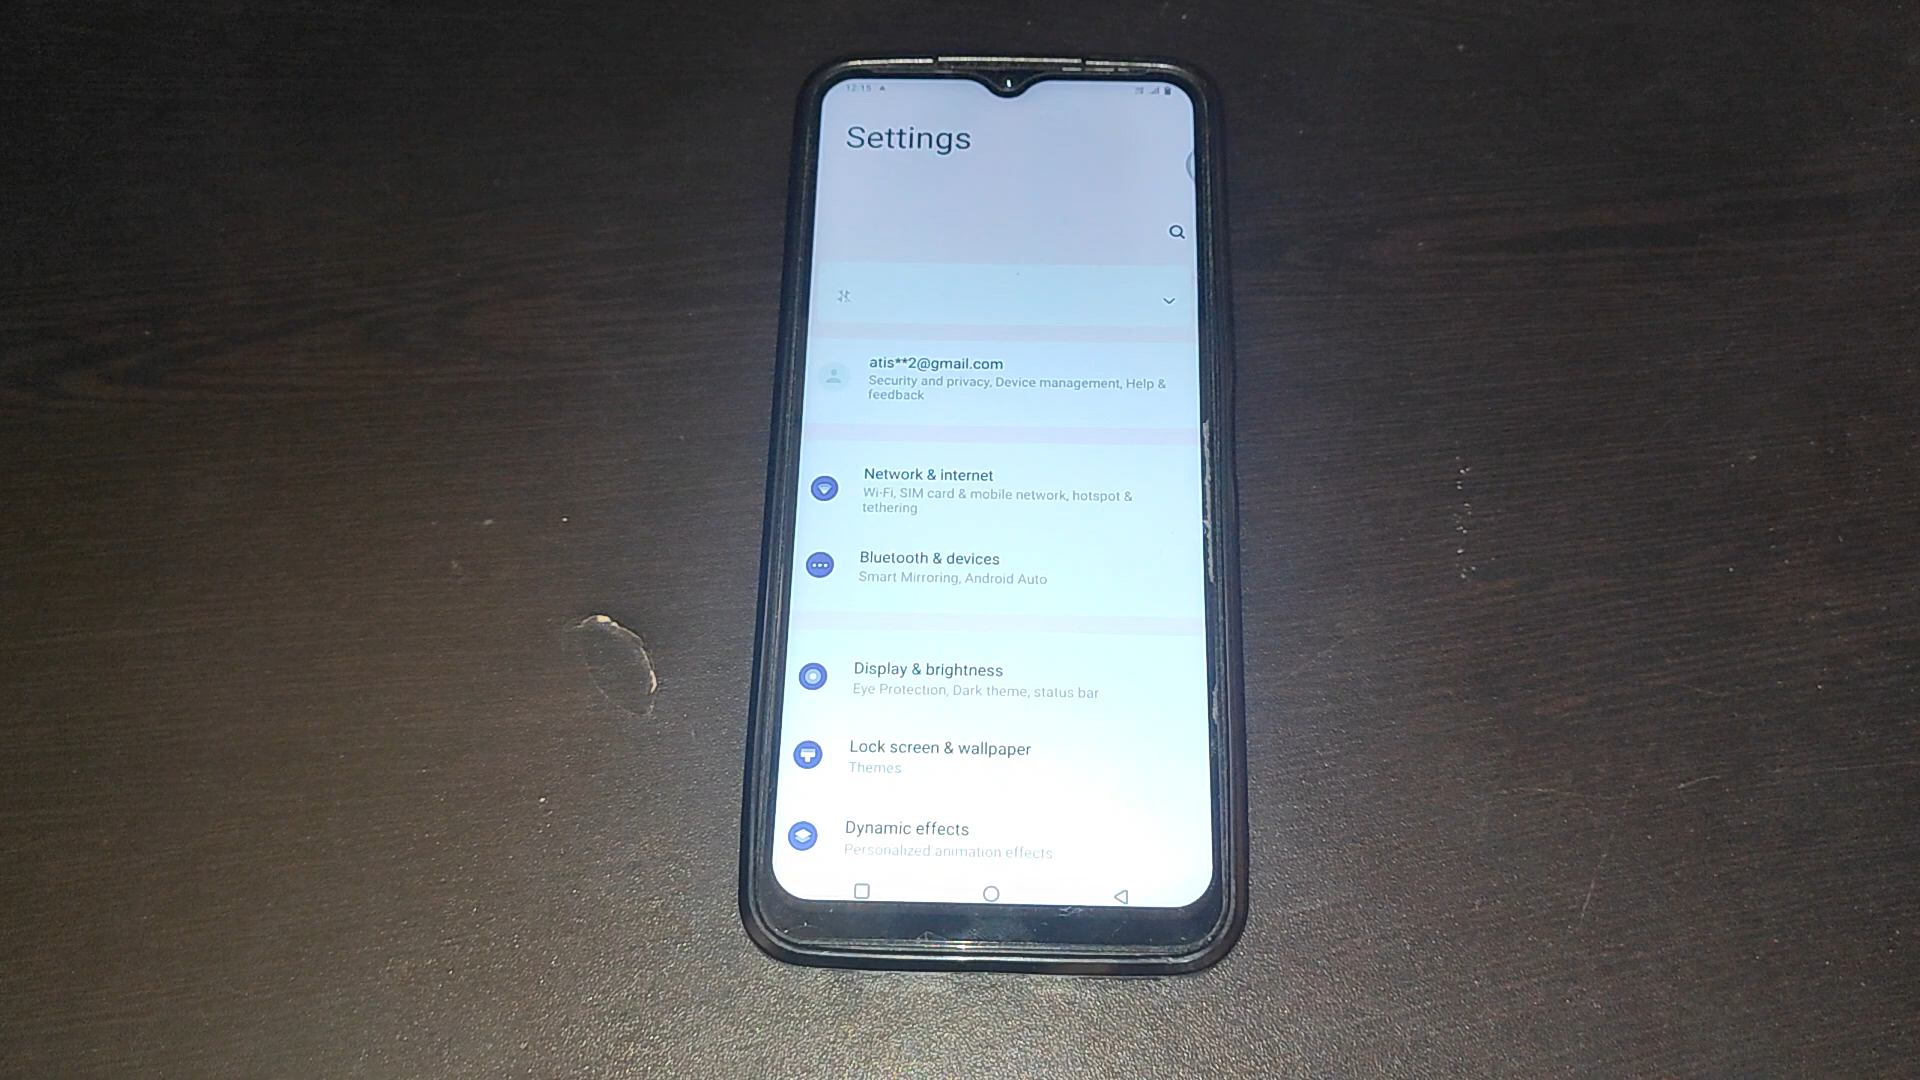 12:15
Settings
atis**2@gmail.com
Security and privacy, Device management, Help &
feedback
Network & internet
Wi-Fi, SIM card & mobile network, hotspot &
tethering
Bluetooth & devices
Smart Mirroring, Android Auto
Display & brightness
Eye Protection, Dark theme, status bar
Lock screen & wallpaper
Themes
Dynamic effects
Personalized animation effects